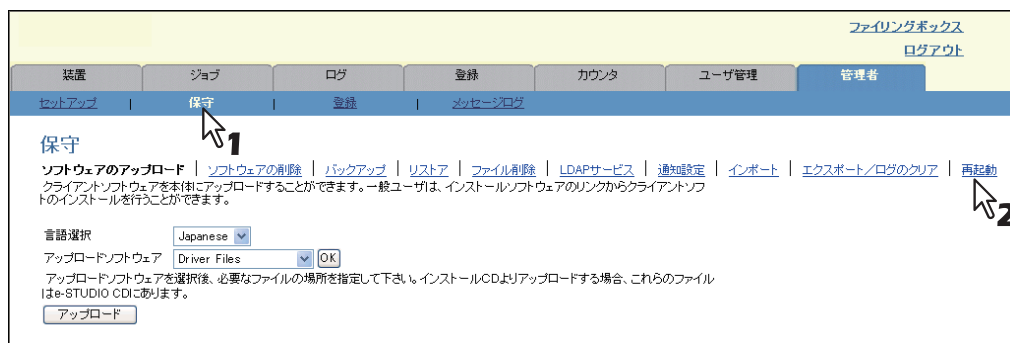 ファイリングボックス
ログアウト
装置 ジョブ ログ 登録 カウンタ ユーザ管理 管理者
セットアップ | 保守 | 登録 | メッセージログ
1
保守
ソフトウェアのアップロード | ソフトウェアの削除 | バックアップ | リストア | ファイル削除 | LDAPサービス | 通知設定 | インポート | エクスポート/ログのクリア | 再起動
クライアントソフトウェアを本体にアップロードすることができます。一般ユーザは、インストールソフトウェアのリンクからクライアントソフ
トのインストールを行うことができます。
2
言語選択 Japanese
アップロードソフトウェア Driver Files OK
アップロードソフトウェアを選択後、必要なファイルの場所を指定して下さい。インストールCDよりアップロードする場合、これらのファイル
はe-STUDIO CDにあります。
アップロード